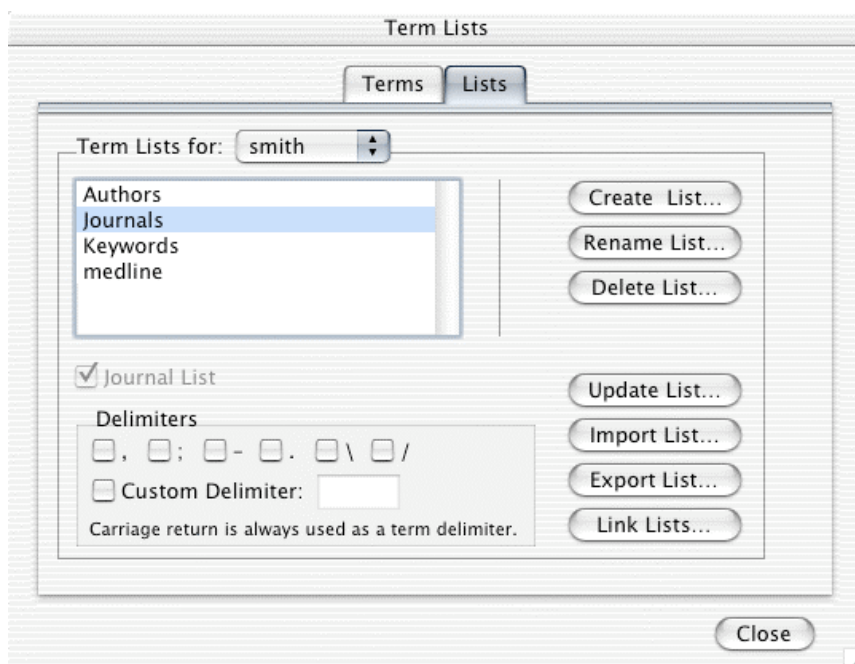 Term Lists
Terms Lists
Term Lists for: smith
Authors
Journals
Keywords
medline
Create List...
Rename List...
Delete List...
Journal List
Delimiters
, ; - . \ /
Custom Delimiter:
Carriage return is always used as a term delimiter.
Update List...
Import List...
Export List...
Link Lists...
Close